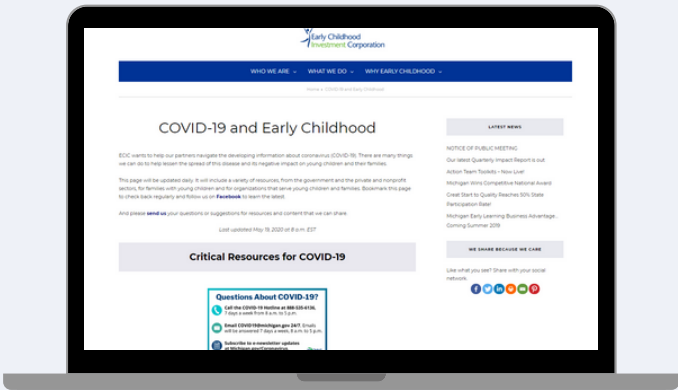 Early Childhood
Investment Corporation
WHO WE ARE WHAT WE DO WHY EARLY CHILDHOOD
Home » COVID-19 and Early Childhood
COVID-19 and Early Childhood
LATEST NEWS
ECIC wants to help our partners navigate the developing information about coronavirus (COVID-19). There are many things
we can do to help lessen the spread of this disease and its negative impact on young children and their families.
NOTICE OF PUBLIC MEETING
Our latest Quarterly Impact Report is out
Action Team Toolkits – Now Live!
Michigan Wins Competitive National Award
Great Start to Quality Reaches 50% State
Participation Rate!
Michigan Early Learning Business Advantage...
Coming Summer 2019
This page will be updated daily. It will include a variety of resources, from the government and the private and nonprofit
sectors, for families with young children and for organizations that serve young children and families. Bookmark this page
to check back regularly and follow us on Facebook to learn the latest.
And please send us your questions or suggestions for resources and content that we can share.
Last updated May 19, 2020 at 8 a.m. EST
WE SHARE BECAUSE WE CARE
Like what you see? Share with your social
network.
Critical Resources for COVID-19
Questions About COVID-19?
Call the COVID-19 Hotline at 888-535-6136,
7 days a week from 8 a.m. to 5 p.m.
Email COVID19@michigan.gov 24/7. Emails
will be answered 7 days a week, 8 a.m. to 5 p.m.
Subscribe to e-newsletter updates
at Michigan.gov/Coronavirus